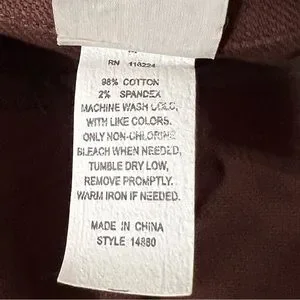 RN 116224
98% COTTON
2% SPANDEX
MACHINE WASH COLD,
WITH LIKE COLORS.
ONLY NON-CHLORINE
BLEACH WHEN NEEDED,
TUMBLE DRY LOW,
REMOVE PROMPTLY.
WARM IRON IF NEEDED.
MADE IN CHINA
STYLE 14880